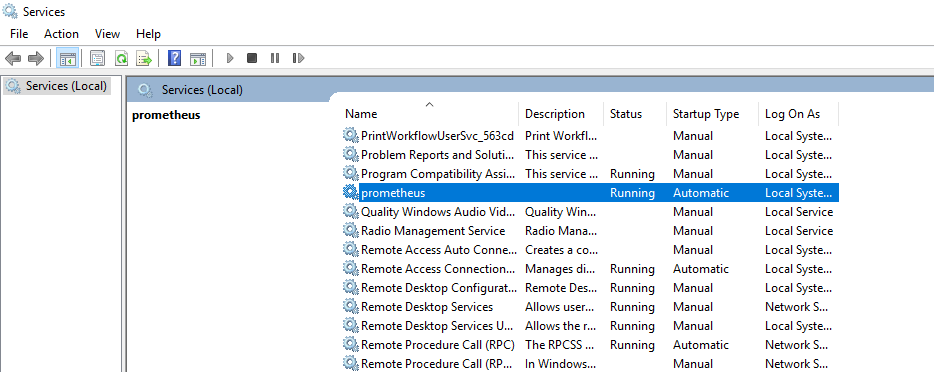 Services
File Action View Help
Services (Local)
Services (Local)
prometheus
Name Description Status Startup Type Log On As
PrintWorkflowUserSvc_563cd Print Workfl... Manual Local Syste...
Problem Reports and Soluti... This service ... Manual Local Syste...
Program Compatibility Assi... This service ... Running Manual Local Syste...
prometheus Running Automatic Local Syste...
Quality Windows Audio Vid... Quality Win... Manual Local Service
Radio Management Service Radio Mana... Manual Local Service
Remote Access Auto Conne... Creates a co... Manual Local Syste...
Remote Access Connection... Manages di... Running Automatic Local Syste...
Remote Desktop Configurat... Remote Des... Running Manual Local Syste...
Remote Desktop Services Allows user... Running Manual Network S...
Remote Desktop Services U... Allows the r... Running Manual Local Syste...
Remote Procedure Call (RPC) The RPCSS ... Running Automatic Network S...
Remote Procedure Call (RP... In Windows... Manual Network S...